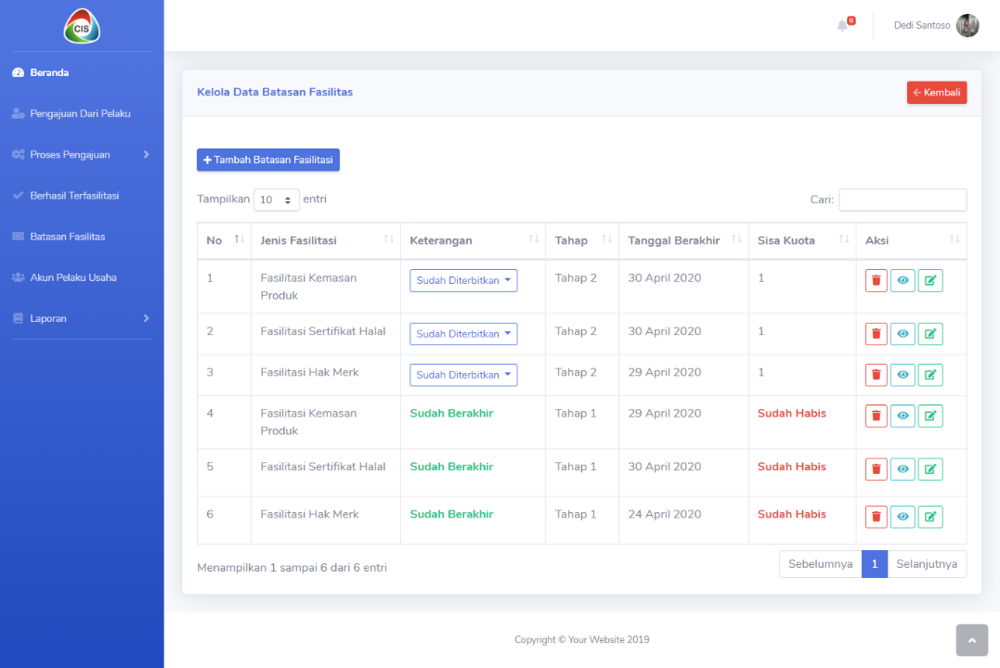 CIS
Beranda
Pengajuan Dari Pelaku
Proses Pengajuan
Berhasil Terfasilitasi
Batasan Fasilitas
Akun Pelaku Usaha
Laporan
0
Dedi Santoso
Kelola Data Batasan Fasilitas
Kembali
Tambah Batasan Fasilitasi
Tampilkan 10 entri
Cari:
No Jenis Fasilitasi Keterangan Tahap Tanggal Berakhir Sisa Kuota Aksi
1 Fasilitasi Kemasan Sudah Diterbitkan Tahap 2 30 April 2020 1
Produk
2 Fasilitasi Sertifikat Halal Sudah Diterbitkan Tahap 2 30 April 2020 1
3 Fasilitasi Hak Merk Sudah Diterbitkan Tahap 2 29 April 2020 1
4 Fasilitasi Kemasan Sudah Berakhir Tahap 1 29 April 2020 Sudah Habis
Produk
5 Fasilitasi Sertifikat Halal Sudah Berakhir Tahap 1 30 April 2020 Sudah Habis
6 Fasilitasi Hak Merk Sudah Berakhir Tahap 1 24 April 2020 Sudah Habis
Menampilkan 1 sampai 6 dari 6 entri
Sebelumnya 1 Selanjutnya
Copyright © Your Website 2019